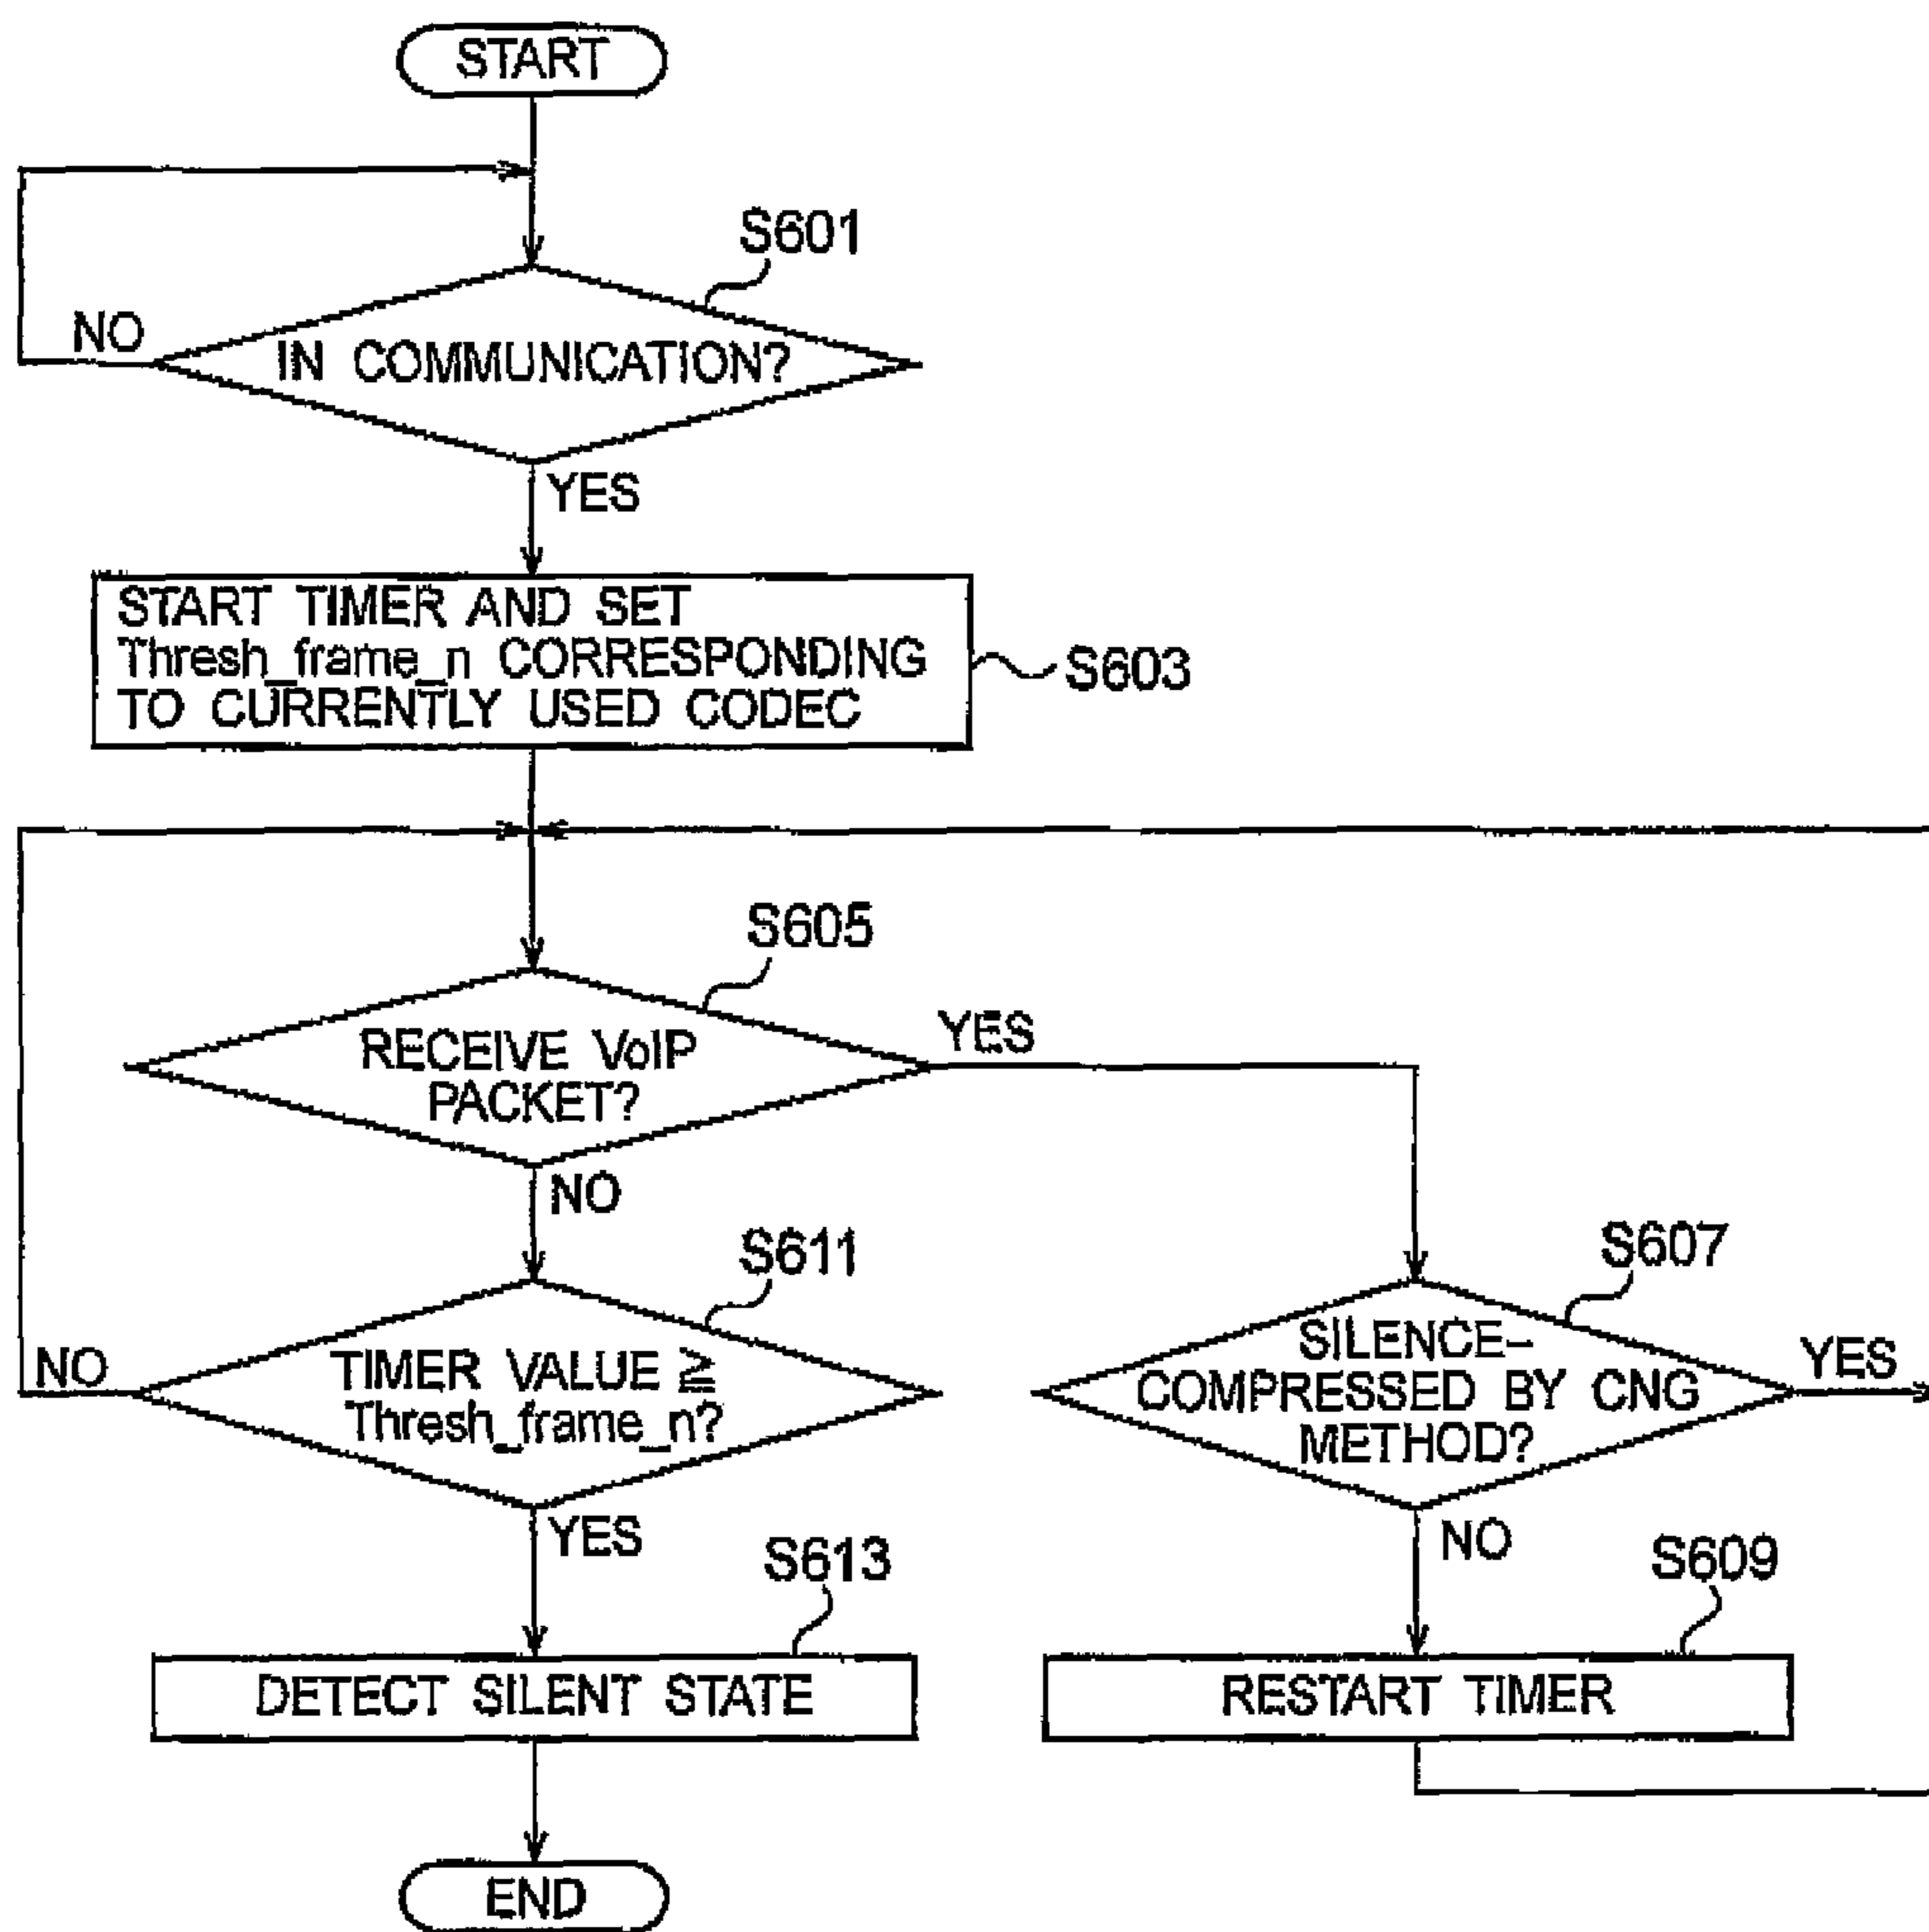 START
S601
NO
IN COMMUNICATION?
YES
START TIMER AND SET
Thresh_frame_n CORRESPONDING
TO CURRENTLY USED CODEC
S603
S605
RECEIVE VoIP
PACKET?
YES
NO
S611
TIMER VALUE ≧
Thresh_frame_n?
NO
YES
S607
SILENCE-
COMPRESSED BY CNG
METHOD?
YES
NO
S613
DETECT SILENT STATE
S609
RESTART TIMER
END